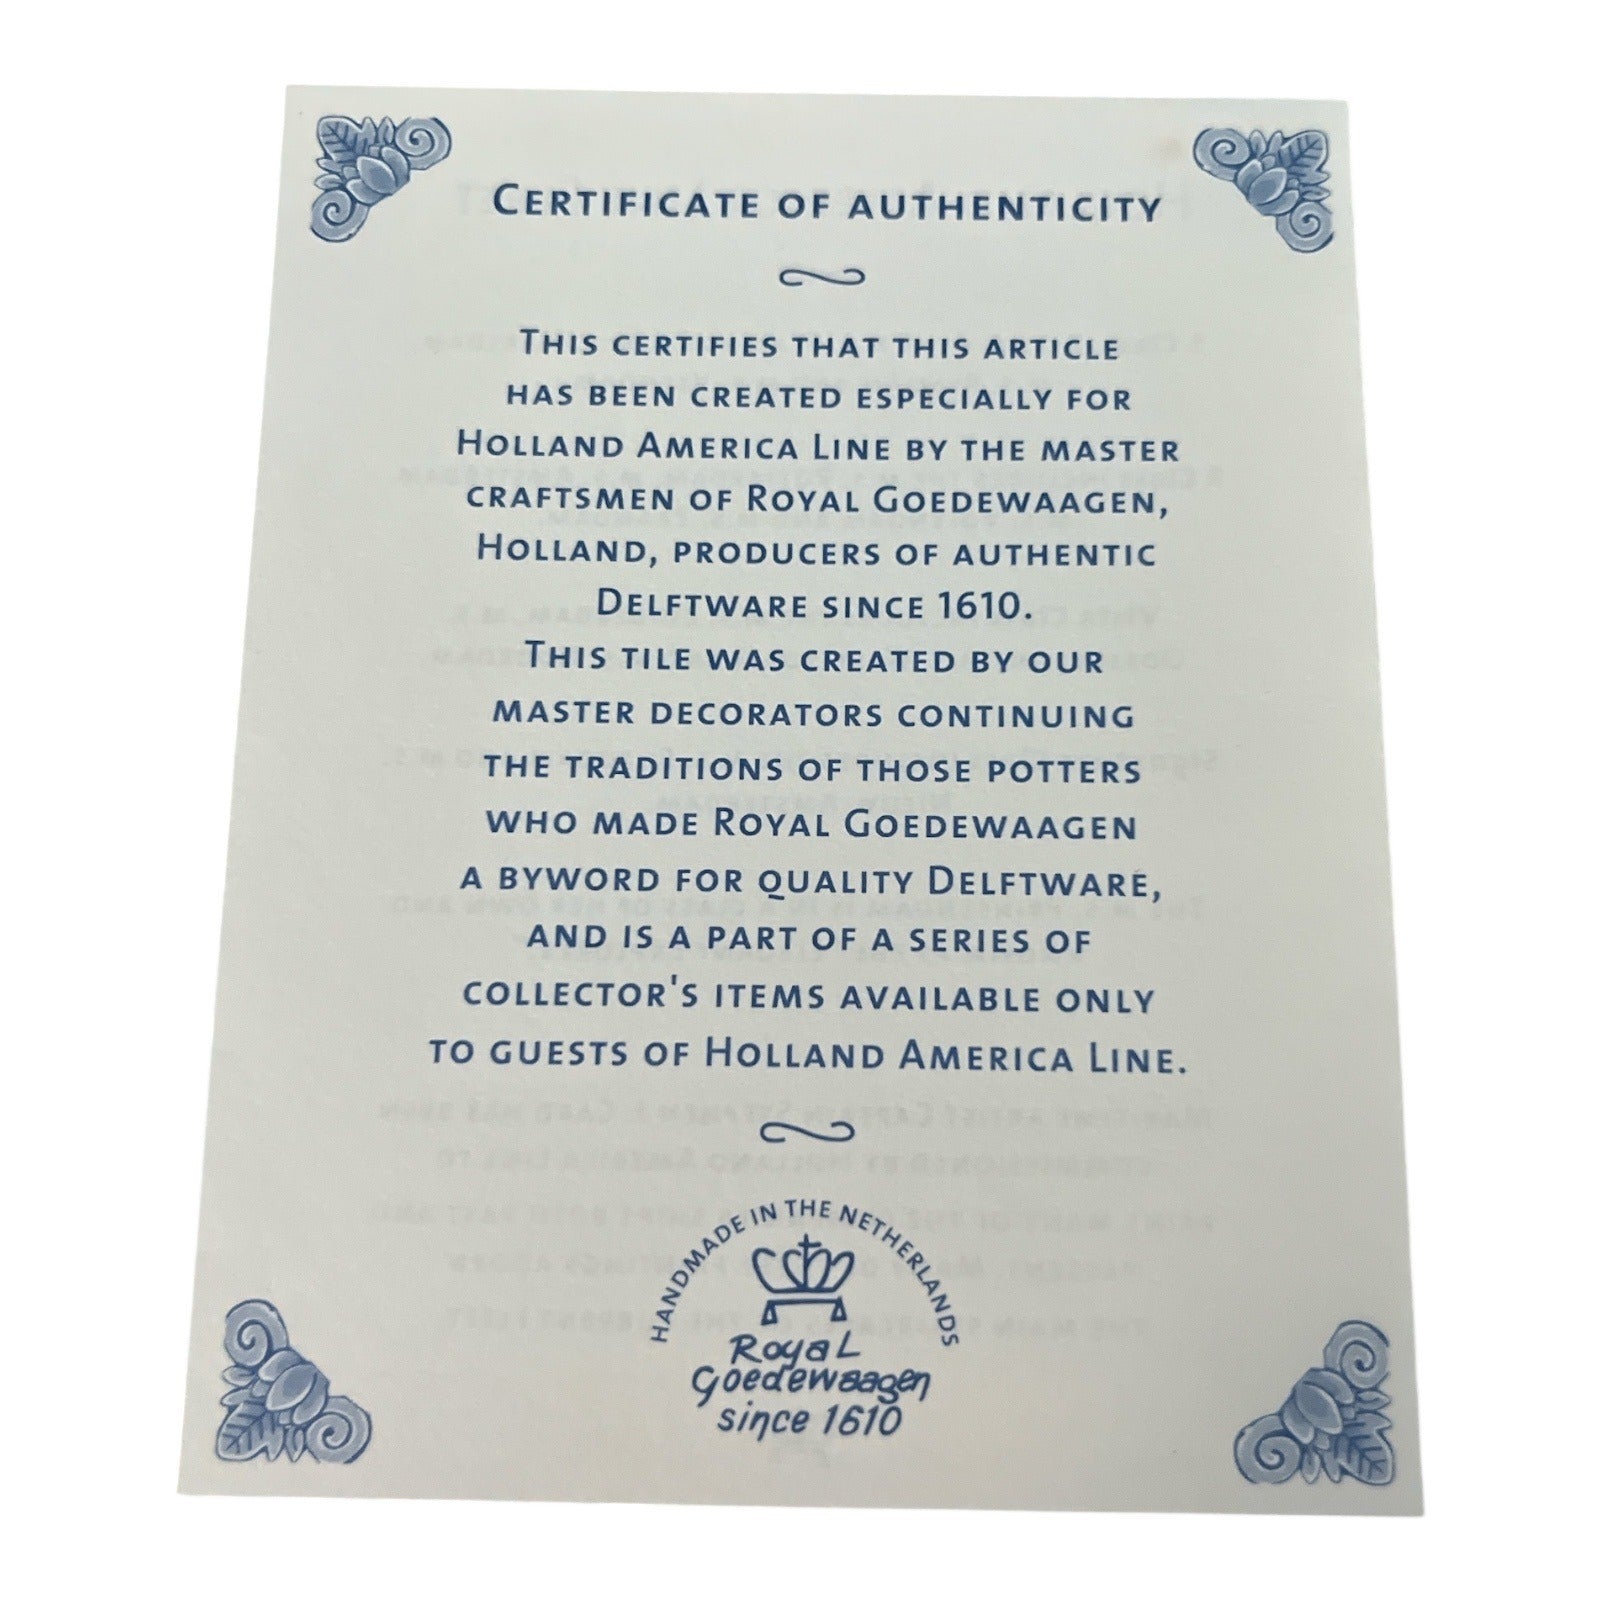 CERTIFICATE OF AUTHENTICITY
THIS CERTIFIES THAT THIS ARTICLE
HAS BEEN CREATED ESPECIALLY FOR
HOLLAND AMERICA LINE BY THE MASTER
CRAFTSMEN OF ROYAL GOEDEWAAGEN,
HOLLAND, PRODUCERS OF AUTHENTIC
DELFTWARE SINCE 1610.
THIS TILE WAS CREATED BY OUR
MASTER DECORATORS CONTINUING
THE TRADITIONS OF THOSE POTTERS
WHO MADE ROYAL GOEDEWAAGEN
A BYWORD FOR QUALITY DELFTWARE,
AND IS A PART OF A SERIES OF
COLLECTOR'S ITEMS AVAILABLE ONLY
TO GUESTS OF HOLLAND AMERICA LINE.
HANDMADE IN THE NETHERLANDS
Royal
Goedewaagen
since 1610